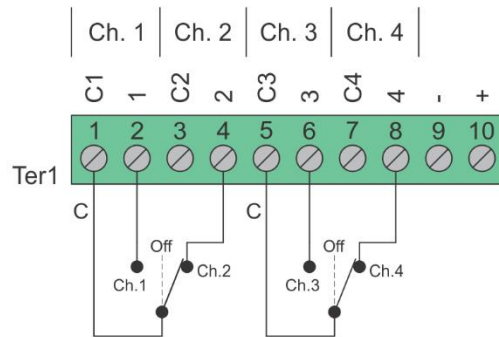 Ch. 1 Ch. 2 Ch. 3 Ch. 4
C1 1 C2 2 C3 3 C4 4 - +
1 2 3 4 5 6 7 8 9 10
Ter1
C C
Off Off
Ch.1 Ch.2 Ch.3 Ch.4